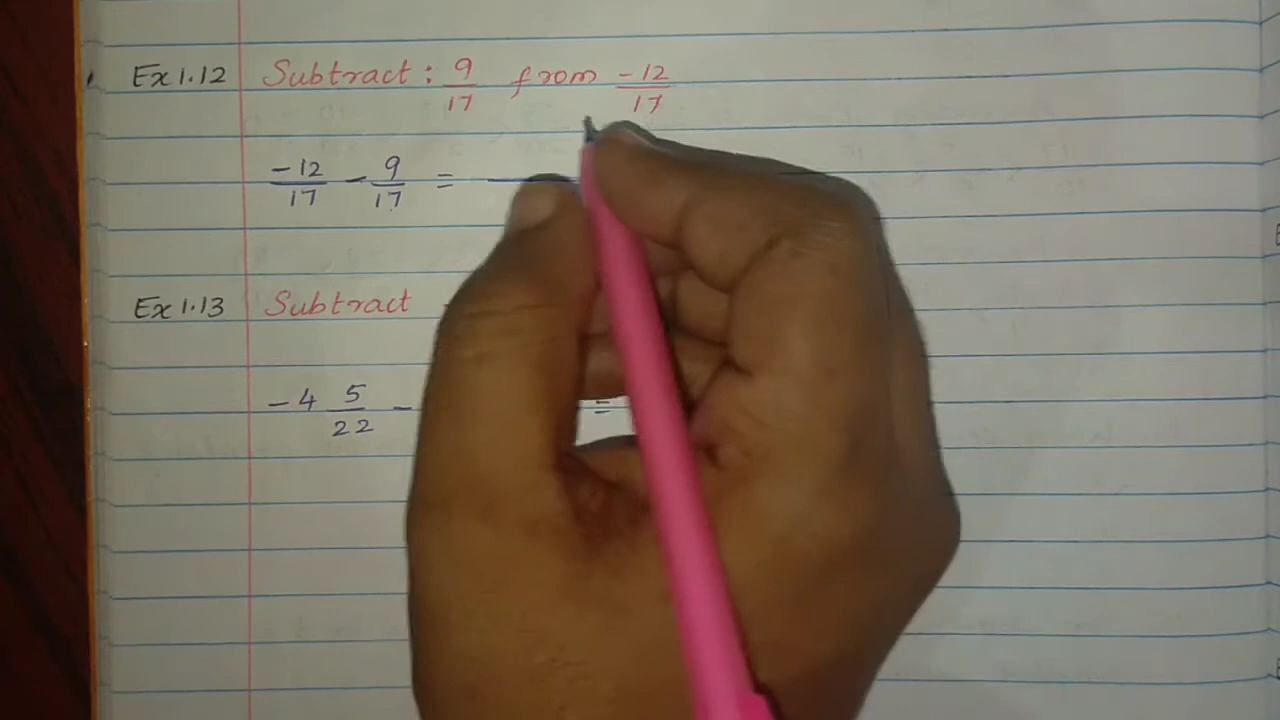 Ex 1.12 Subtract : 9/17 from -12/17
-12/17 - 9/17 =
Ex 1.13 Subtract
-4 5/22 - =